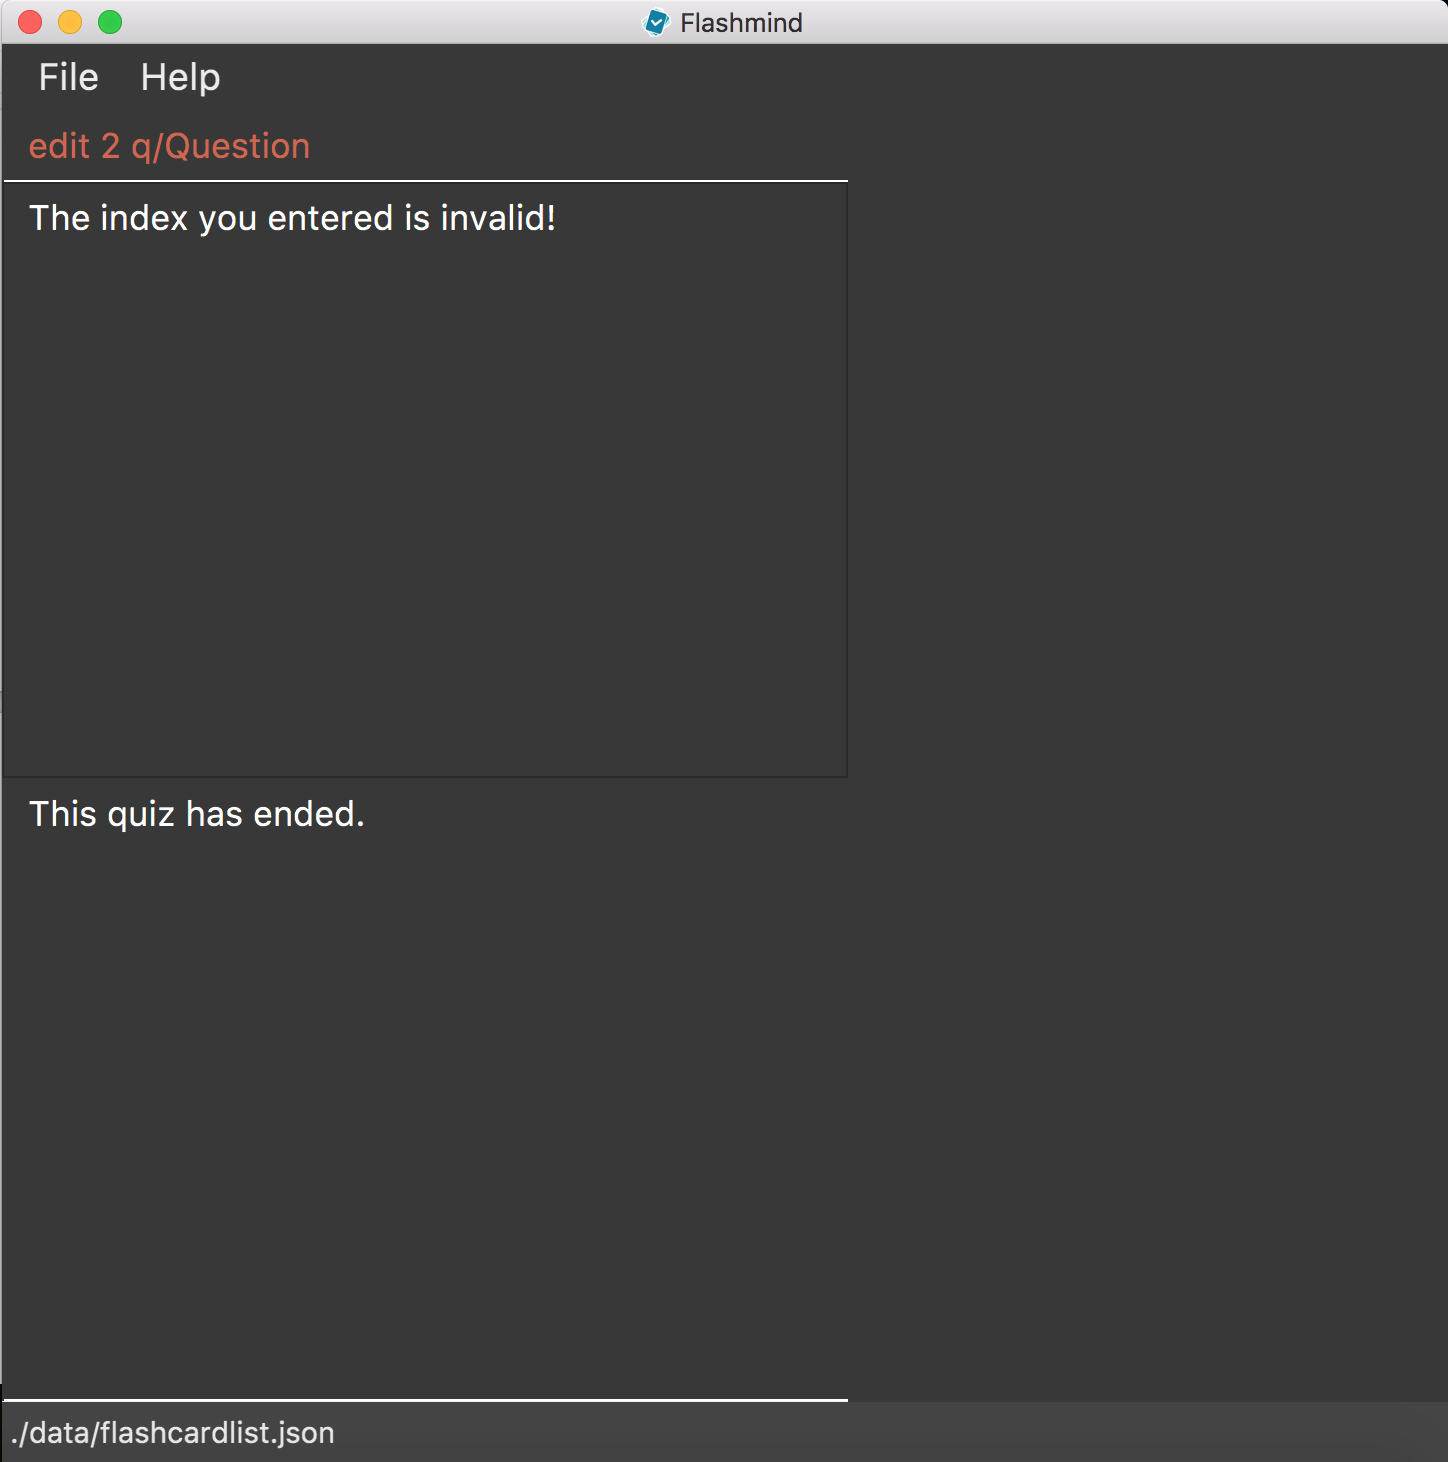 Flashmind
File Help
edit 2 q/Question
The index you entered is invalid!
This quiz has ended.
./data/flashcardlist.json